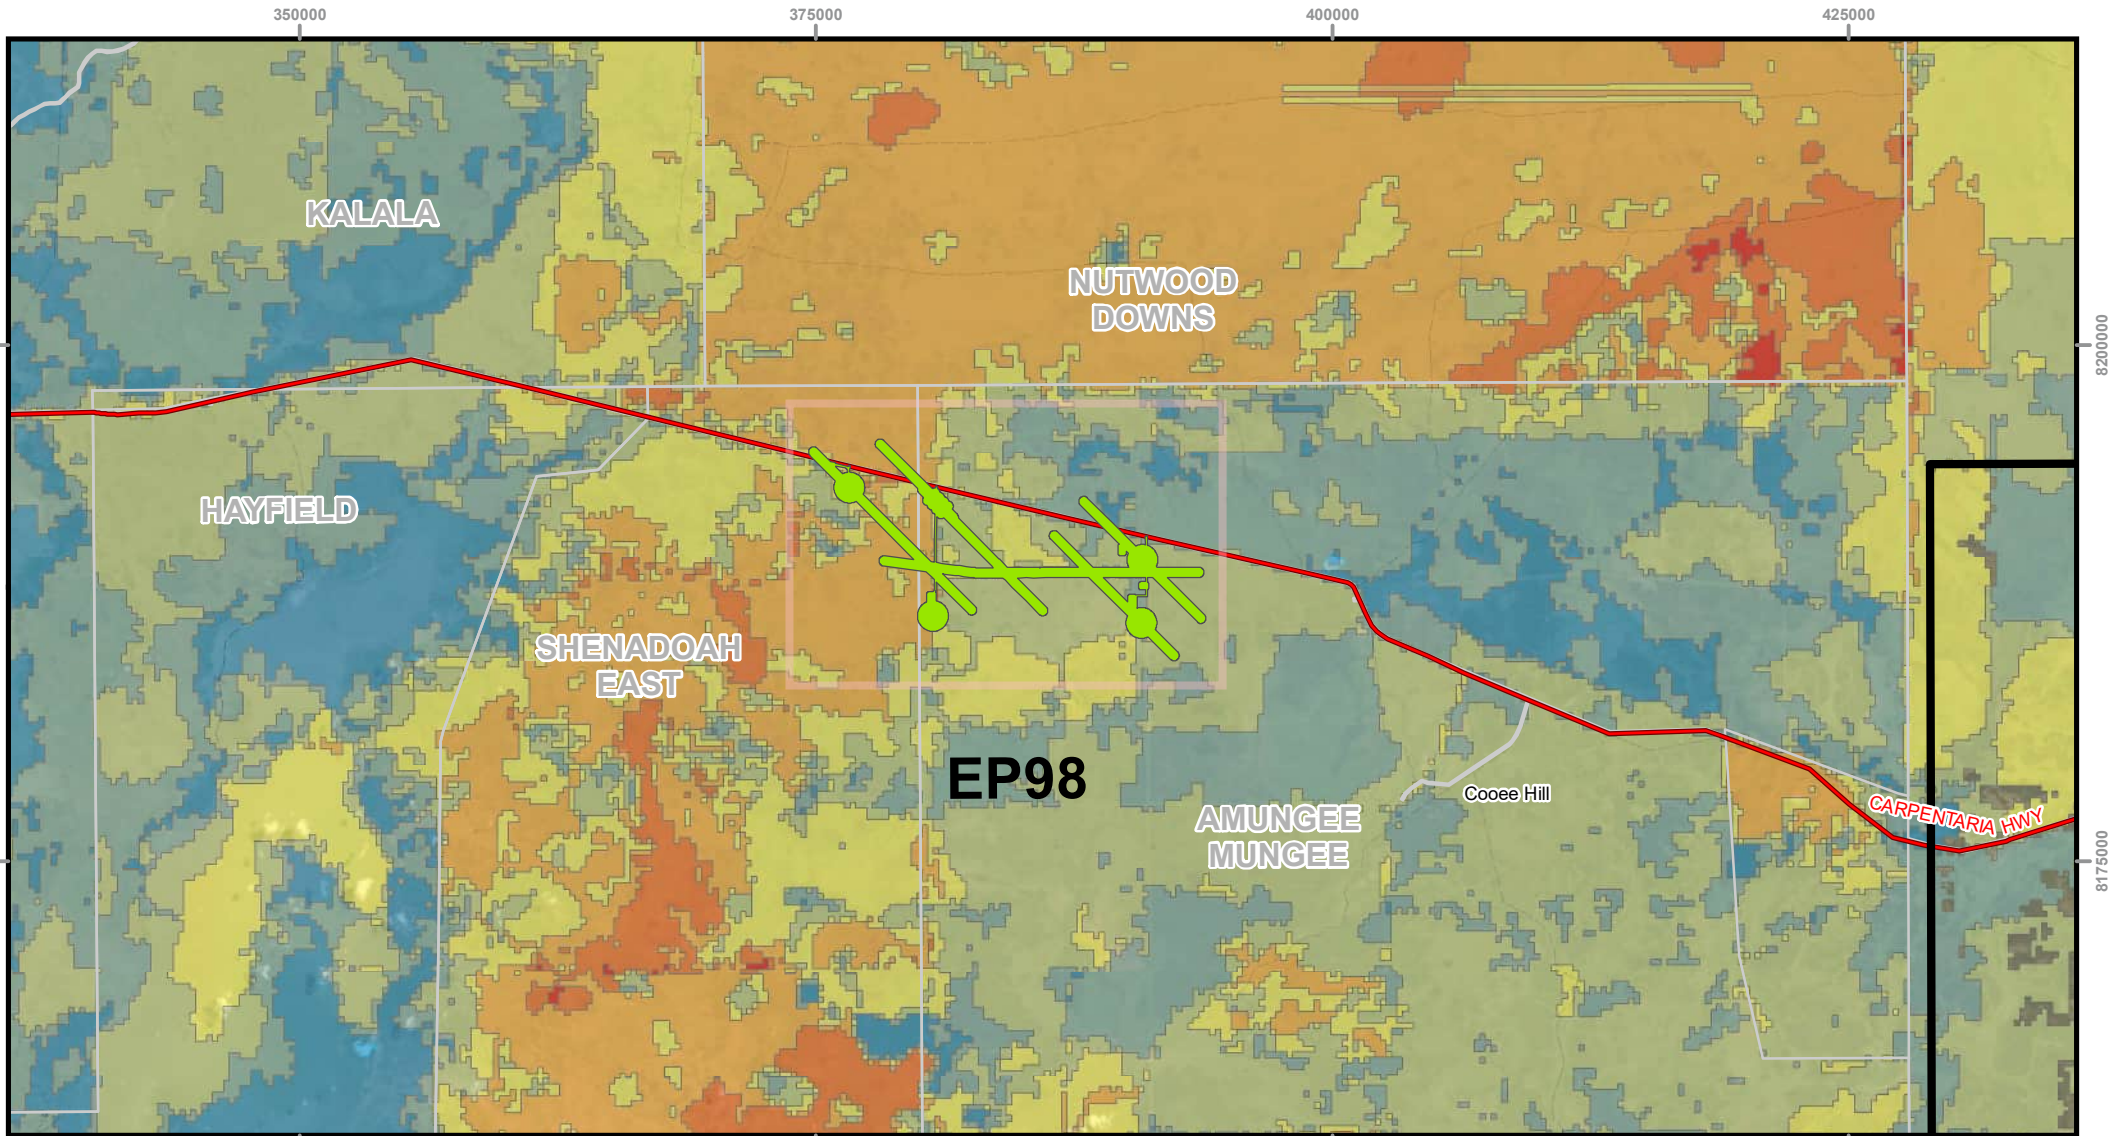 350000
375000
400000
425000
KALALA
NUTWOOD
DOWNS
8200000
HAYFIELD
SHENADOAH
EAST
EP98
Cooee Hill
AMUNGEE
MUNGEE
CARPENTARIA HWY
8175000